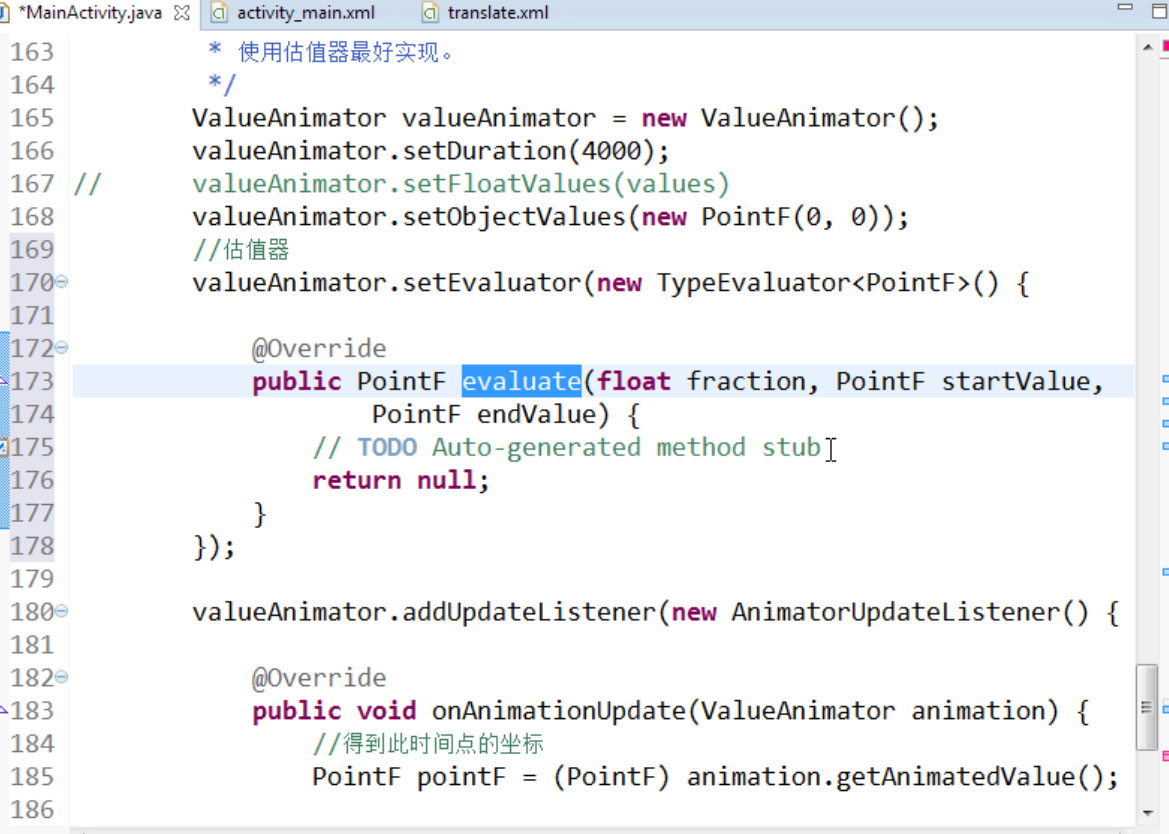 *MainActivity.java activity_main.xml translate.xml
163 * 使用估值器最好实现。
164 */
165 ValueAnimator valueAnimator = new ValueAnimator();
166 valueAnimator.setDuration(4000);
167 // valueAnimator.setFloatValues(values)
168 valueAnimator.setObjectValues(new PointF(0, 0));
169 //估值器
170 valueAnimator.setEvaluator(new TypeEvaluator<PointF>() {
171
172 @Override
173 public PointF evaluate(float fraction, PointF startValue,
174 PointF endValue) {
175 // TODO Auto-generated method stub
176 return null;
177 }
178 });
179
180 valueAnimator.addUpdateListener(new AnimatorUpdateListener() {
181
182 @Override
183 public void onAnimationUpdate(ValueAnimator animation) {
184 //得到此时间点的坐标
185 PointF pointF = (PointF) animation.getAnimatedValue();
186